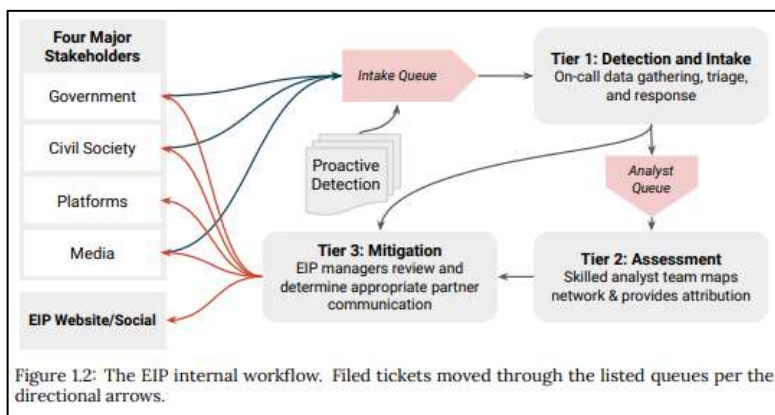 Four Major
Stakeholders
Government
Civil Society
Platforms
Media
EIP Website/Social
Intake Queue
Proactive
Detection
Tier 1: Detection and Intake
On-call data gathering, triage,
and response
Analyst
Queue
Tier 2: Assessment
Skilled analyst team maps
network & provides attribution
Tier 3: Mitigation
EIP managers review and
determine appropriate partner
communication
Figure 1.2: The EIP internal workflow. Filed tickets moved through the listed queues per the
directional arrows.